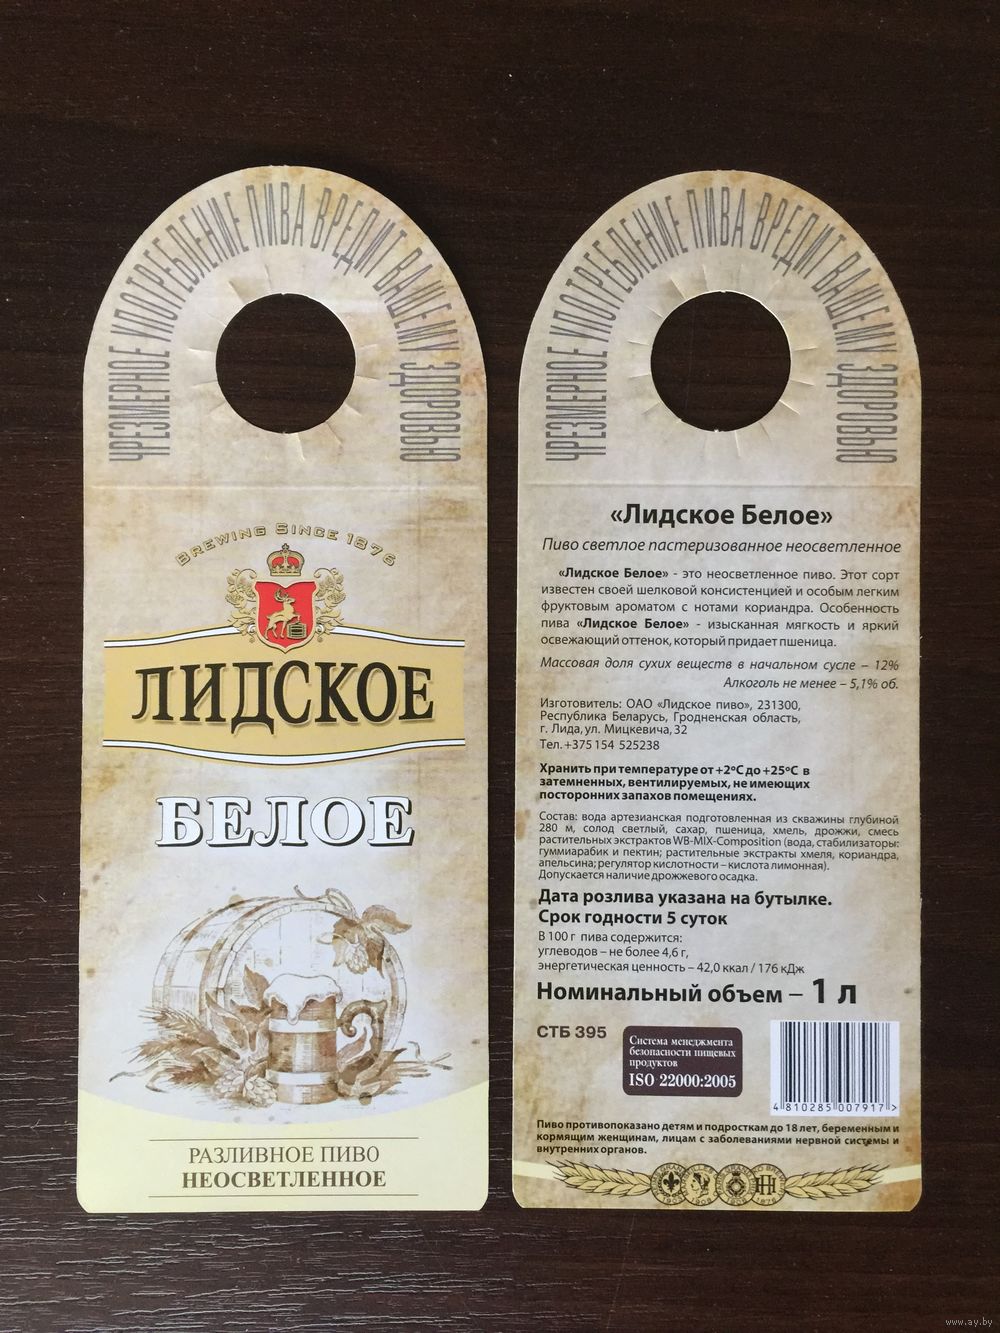 ЧРЕЗМЕРНОЕ УПОТРЕБЛЕНИЕ ПИВА ВРЕДИТ ВАШЕМУ ЗДОРОВЬЮ
BREWING SINCE 1876
ЛИДСКОЕ
БЕЛОЕ
РАЗЛИВНОЕ ПИВО
НЕОСВЕТЛЕННОЕ
ЧРЕЗМЕРНОЕ УПОТРЕБЛЕНИЕ ПИВА ВРЕДИТ ВАШЕМУ ЗДОРОВЬЮ
«Лидское Белое»
Пиво светлое пастеризованное неосветленное
«Лидское Белое» - это неосветленное пиво. Этот сорт
известен своей шелковой консистенцией и особым легким
фруктовым ароматом с нотами кориандра. Особенность
пива «Лидское Белое» - изысканная мягкость и яркий
освежающий оттенок, который придает пшеница.
Массовая доля сухих веществ в начальном сусле – 12%
Алкоголь не менее – 5,1% об.
Изготовитель: ОАО «Лидское пиво», 231300,
Республика Беларусь, Гродненская область,
г. Лида, ул. Мицкевича, 32
Тел. +375 154 525238
Хранить при температуре от +2ºС до +25ºС в
затемненных, вентилируемых, не имеющих
посторонних запахов помещениях.
Состав: вода артезианская подготовленная из скважины глубиной
280 м, солод светлый, сахар, пшеница, хмель, дрожжи, смесь
растительных экстрактов WB-MIX-Composition (вода, стабилизаторы:
гуммиарабик и пектин; растительные экстракты хмеля, кориандра,
апельсина; регулятор кислотности – кислота лимонная).
Допускается наличие дрожжевого осадка.
Дата розлива указана на бутылке.
Срок годности 5 суток
В 100 г пива содержится:
углеводов – не более 4,6 г,
энергетическая ценность – 42,0 ккал / 176 кДж
Номинальный объем – 1 л
СТБ 395
Система менеджмента
безопасности пищевых
продуктов
ISO 22000:2005
4 810285 007917 >
Пиво противопоказано детям и подросткам до 18 лет, беременным и
кормящим женщинам, лицам с заболеваниями нервной системы и
внутренних органов.
www.ay.by